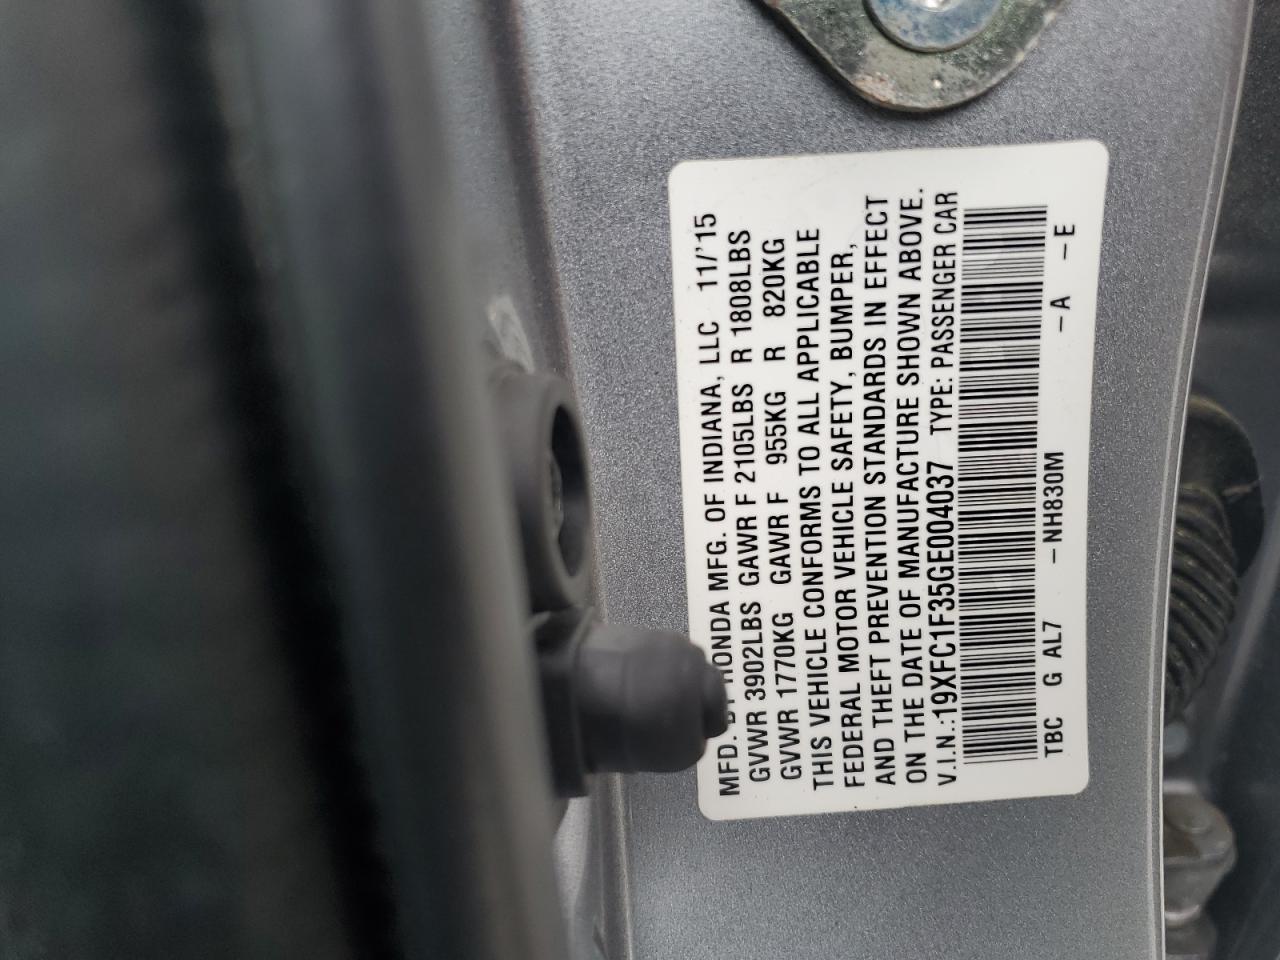 MFD. BY HONDA MFG. OF INDIANA, LLC 11/'15
GVWR 3902LBS GAWR F 2105LBS R 1808LBS
GVWR 1770KG GAWR F 955KG R 820KG
THIS VEHICLE CONFORMS TO ALL APPLICABLE
FEDERAL MOTOR VEHICLE SAFETY, BUMPER,
AND THEFT PREVENTION STANDARDS IN EFFECT
ON THE DATE OF MANUFACTURE SHOWN ABOVE.
V.I.N.:19XFC1F35GE004037 TYPE: PASSENGER CAR
TBC G AL7 -NH830M -A -E